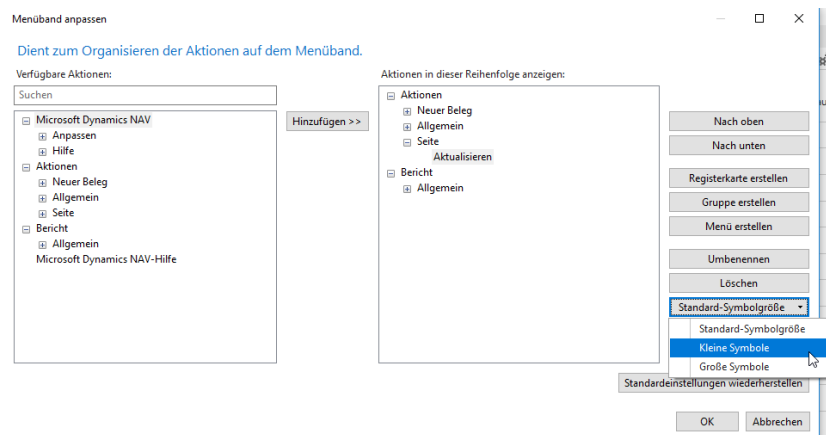 Menüband anpassen
Dient zum Organisieren der Aktionen auf dem Menüband.
Verfügbare Aktionen:
Suchen
Microsoft Dynamics NAV
Anpassen
Hilfe
Aktionen
Neuer Beleg
Allgemein
Seite
Bericht
Allgemein
Microsoft Dynamics NAV-Hilfe
Hinzufügen >>
Aktionen in dieser Reihenfolge anzeigen:
Aktionen
Neuer Beleg
Allgemein
Seite
Aktualisieren
Bericht
Allgemein
Nach oben
Nach unten
Registerkarte erstellen
Gruppe erstellen
Menü erstellen
Umbenennen
Löschen
Standard-Symbolgröße
Standard-Symbolgröße
Kleine Symbole
Große Symbole
Standardeinstellungen wiederherstellen
OK
Abbrechen